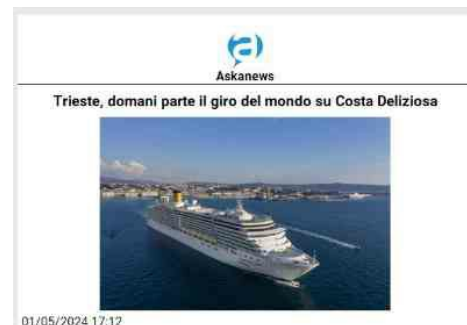 Askanews
Trieste, domani parte il giro del mondo su Costa Deliziosa
01/05/2024 17:12